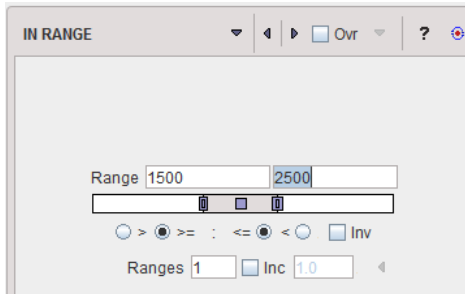 IN RANGE Ovr ?
Range 1500 2500
> >= : <= < Inv
Ranges 1 Inc 1.0